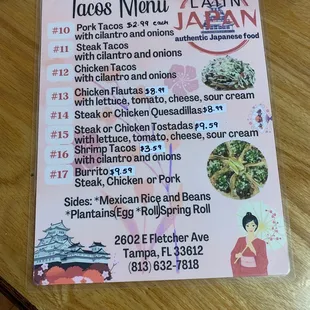 Tacos Menu
LATIN
JAPAN
authentic Japanese food
#10 Pork Tacos $2.99 each
with cilantro and onions
#11 Steak Tacos
with cilantro and onions
#12 Chicken Tacos
with cilantro and onions
#13 Chicken Flautas $8.99
with lettuce, tomato, cheese, sour cream
#14 Steak or Chicken Quesadillas $8.99
#15 Steak or Chicken Tostadas $9.59
with lettuce, tomato, cheese, sour cream
#16 Shrimp Tacos $3.59
with cilantro and onions
#17 Burrito $9.59
Steak, Chicken or Pork
Sides: *Mexican Rice and Beans
*Plantains(Egg *Roll)Spring Roll
2602 E Fletcher Ave
Tampa, FL 33612
(813) 632-7818